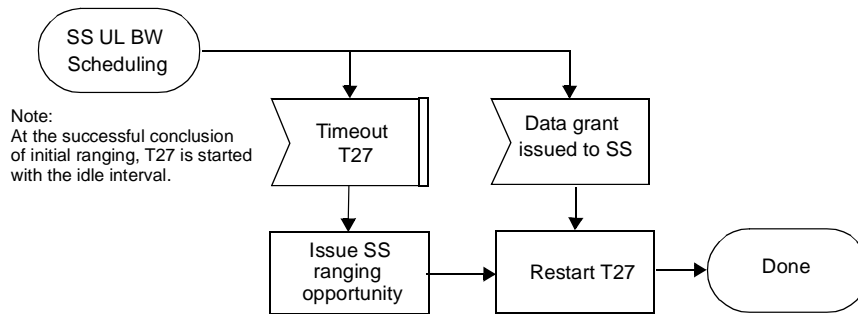 SS UL BW
Scheduling
Note:
At the successful conclusion
of initial ranging, T27 is started
with the idle interval.
Timeout
T27
Data grant
issued to SS
Issue SS
ranging
opportunity
Restart T27
Done